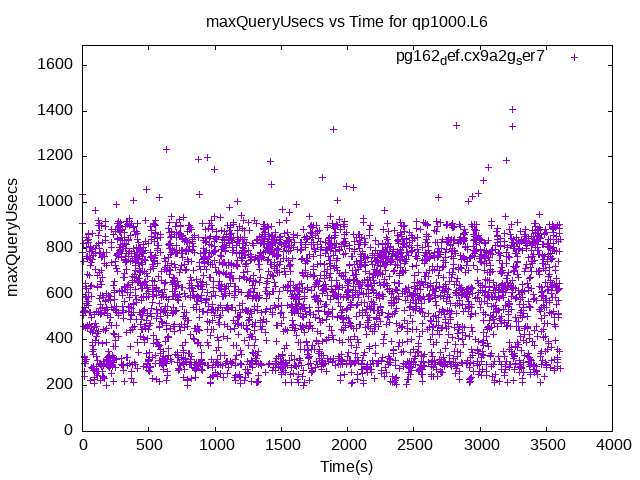 maxQueryUsecs vs Time for qp1000.L6
pg162def.cx9a2gser7
1600
1400
1200
1000
800
600
400
200
0
maxQueryUsecs
0 500 1000 1500 2000 2500 3000 3500 4000
Time(s)